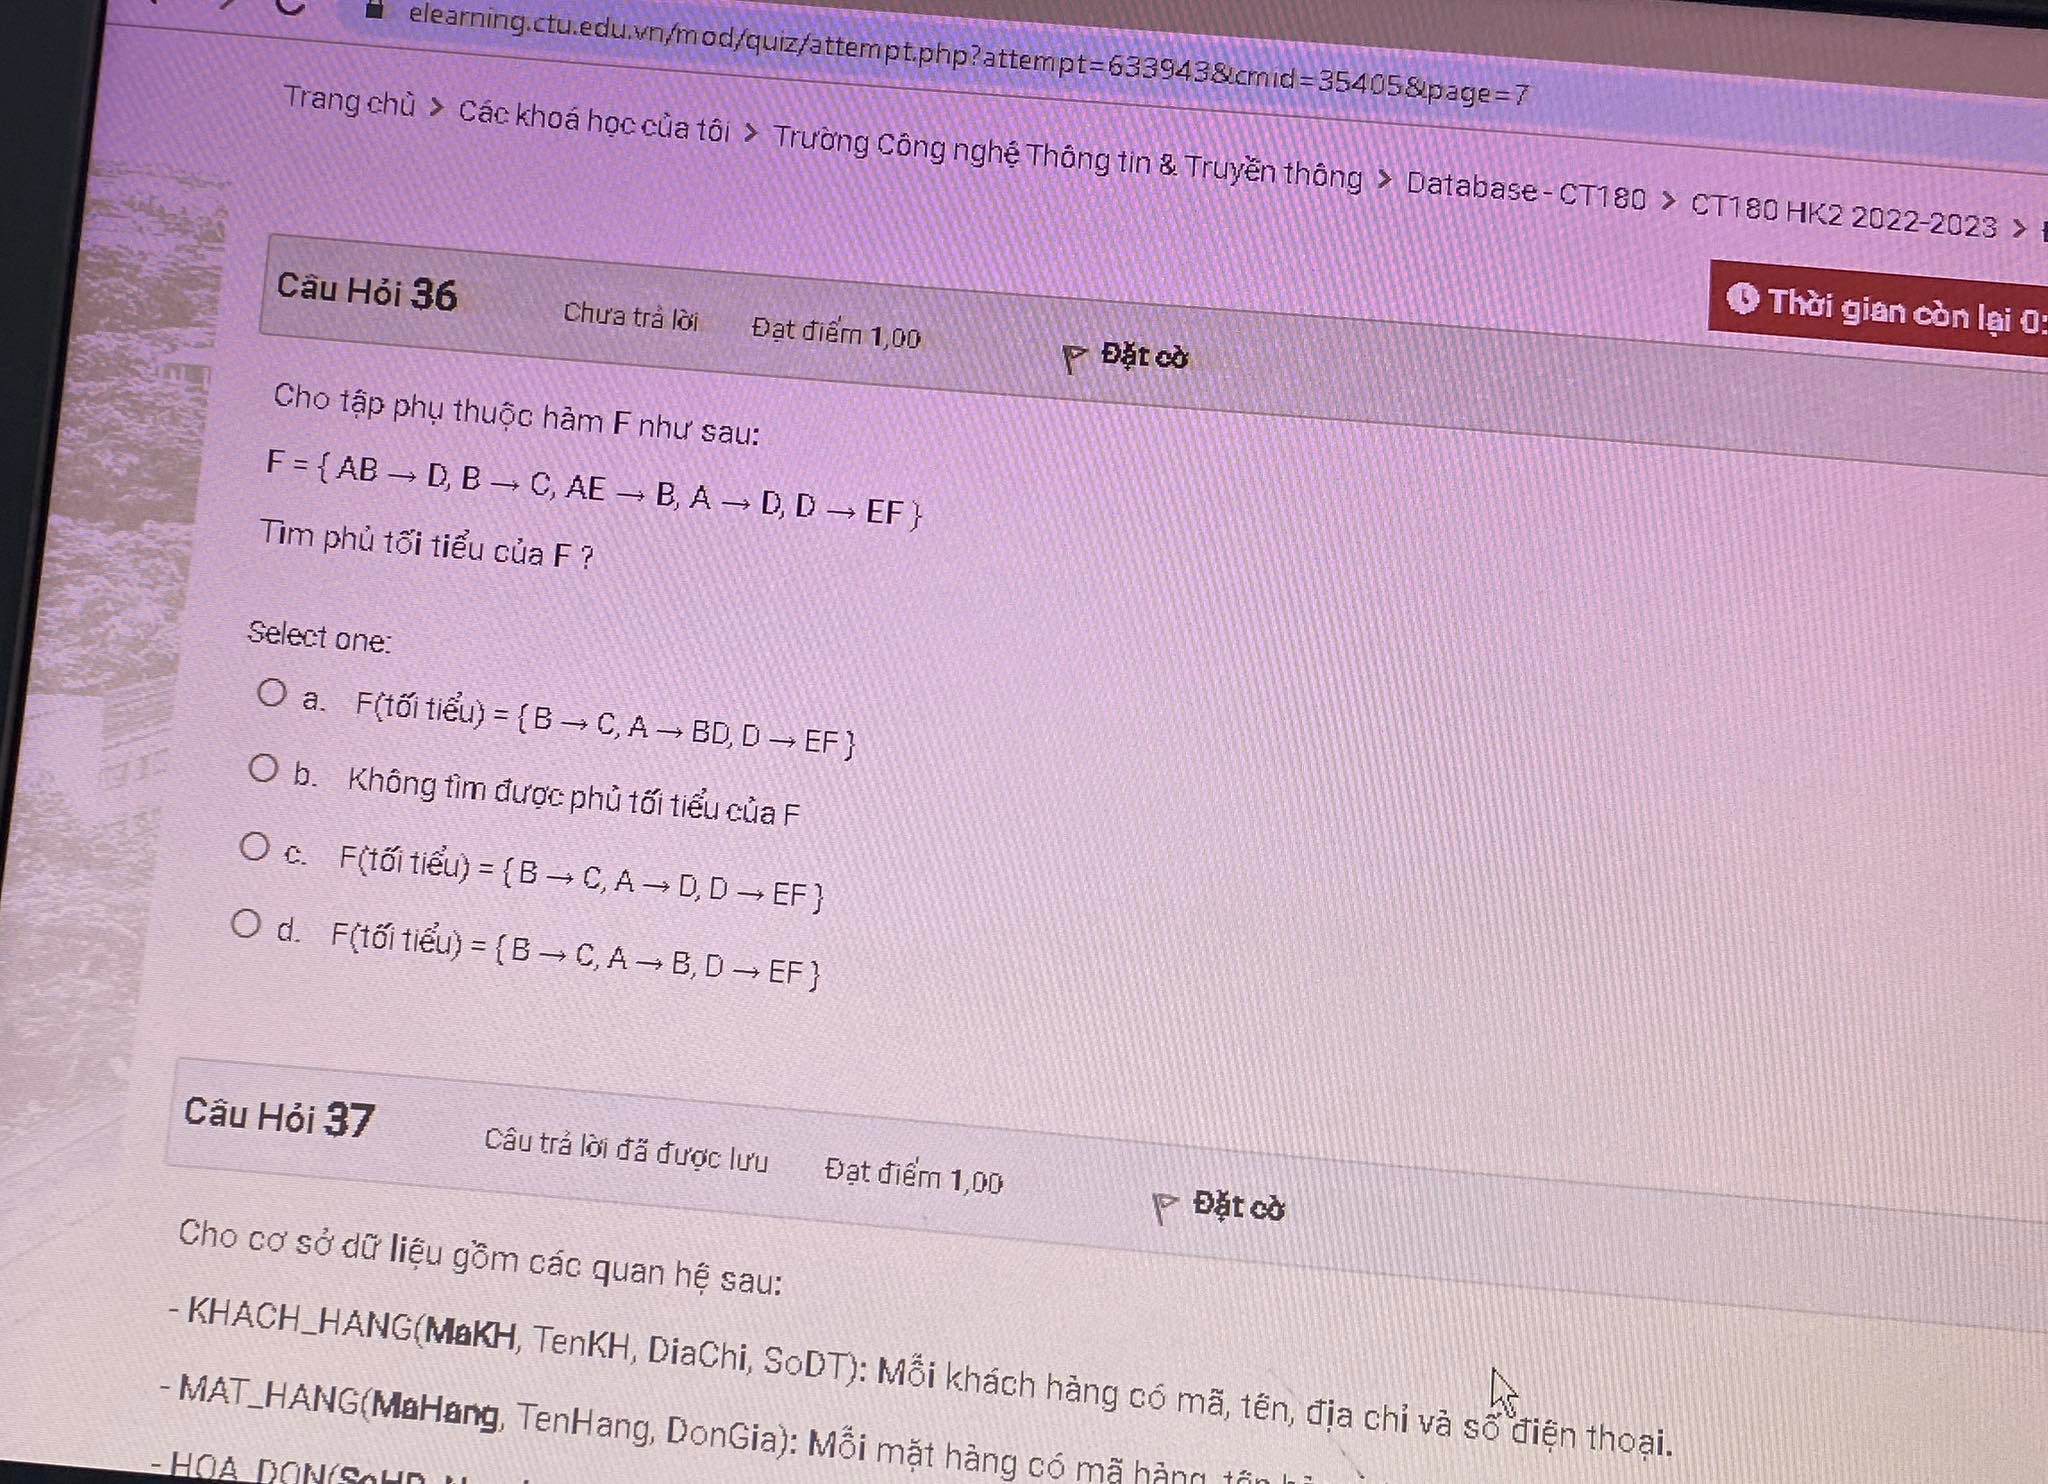 elearning.ctu.edu.vn/mod/quiz/attempt.php?attempt=633943&cmid=35405&page=7
Trang chủ > Các khoá học của tôi > Trường Công nghệ Thông tin & Truyền thông > Database - CT180 > CT180 HK2 2022-2023 >
Thời gian còn lại 0:
Câu Hỏi 36 Chưa trả lời Đạt điểm 1,00 Đặt cờ
Cho tập phụ thuộc hàm F như sau:
F = { AB → D, B → C, AE → B, A → D, D → EF }
Tìm phủ tối tiểu của F ?
Select one:
a. F(tối tiểu) = { B → C, A → BD, D → EF }
b. Không tìm được phủ tối tiểu của F
c. F(tối tiểu) = { B → C, A → D, D → EF }
d. F(tối tiểu) = { B → C, A → B, D → EF }
Câu Hỏi 37 Câu trả lời đã được lưu Đạt điểm 1,00 Đặt cờ
Cho cơ sở dữ liệu gồm các quan hệ sau:
- KHACH_HANG(MaKH, TenKH, DiaChi, SoDT): Mỗi khách hàng có mã, tên, địa chỉ và số điện thoại.
- MAT_HANG(MaHang, TenHang, DonGia): Mỗi mặt hàng có mã hàng, tên
- HOA_DON(SoHD,